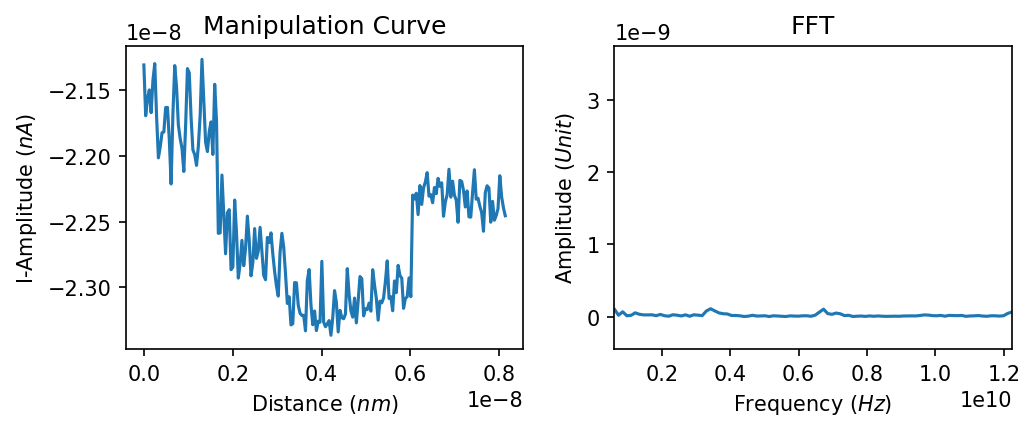 Manipulation Curve
1e−8
−2.15
−2.20
−2.25
−2.30
I-Amplitude (nA)
0.0 0.2 0.4 0.6 0.8
Distance (nm)
1e−8
FFT
1e−9
3
2
1
0
Amplitude (Unit)
0.2 0.4 0.6 0.8 1.0 1.2
Frequency (Hz)
1e10